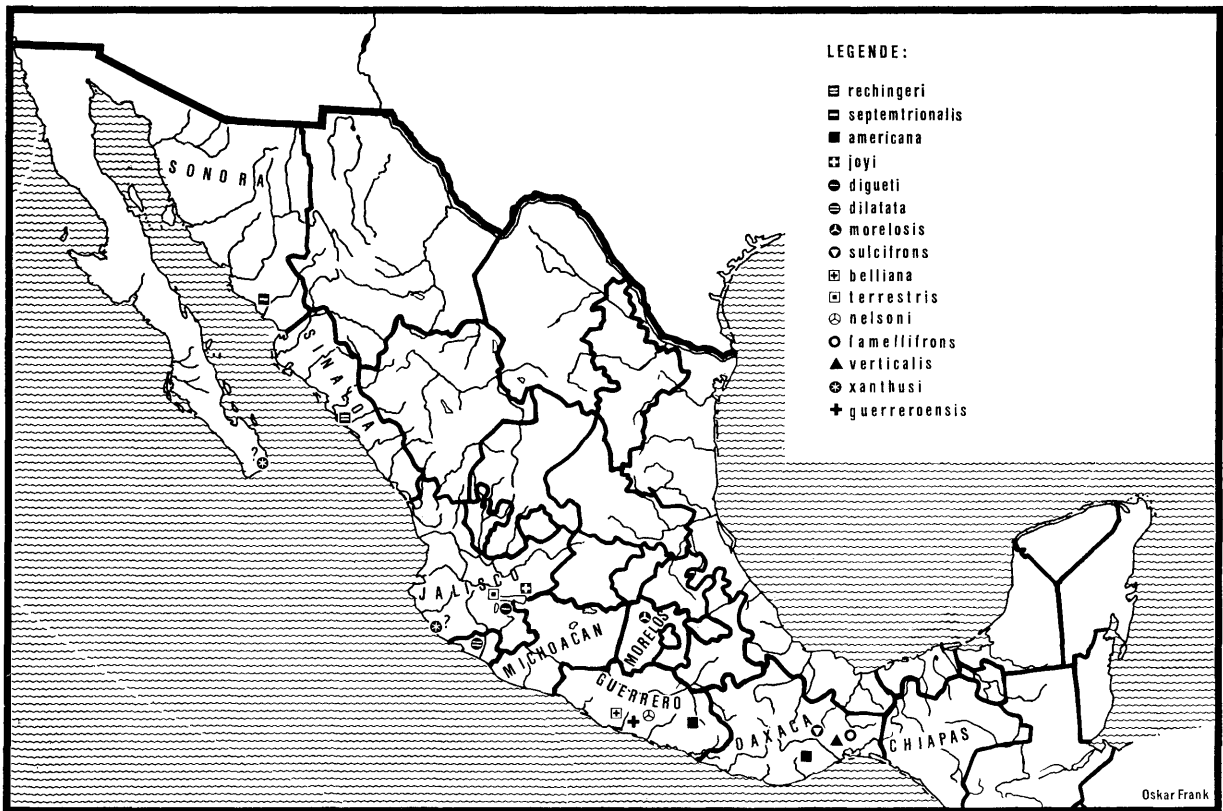 LEGENDE:
rechingeri
septemtrionalis
americana
joyi
digueti
dilatata
morelosis
sulcifrons
belliana
terrestris
nelsoni
lamellifrons
verticalis
xanthusi
guerreroensis
SONORA
SINALOA
?
JALISCO
?
MICHOACAN
MORELOS
GUERRERO
OAXACA
CHIAPAS
Oskar Frank